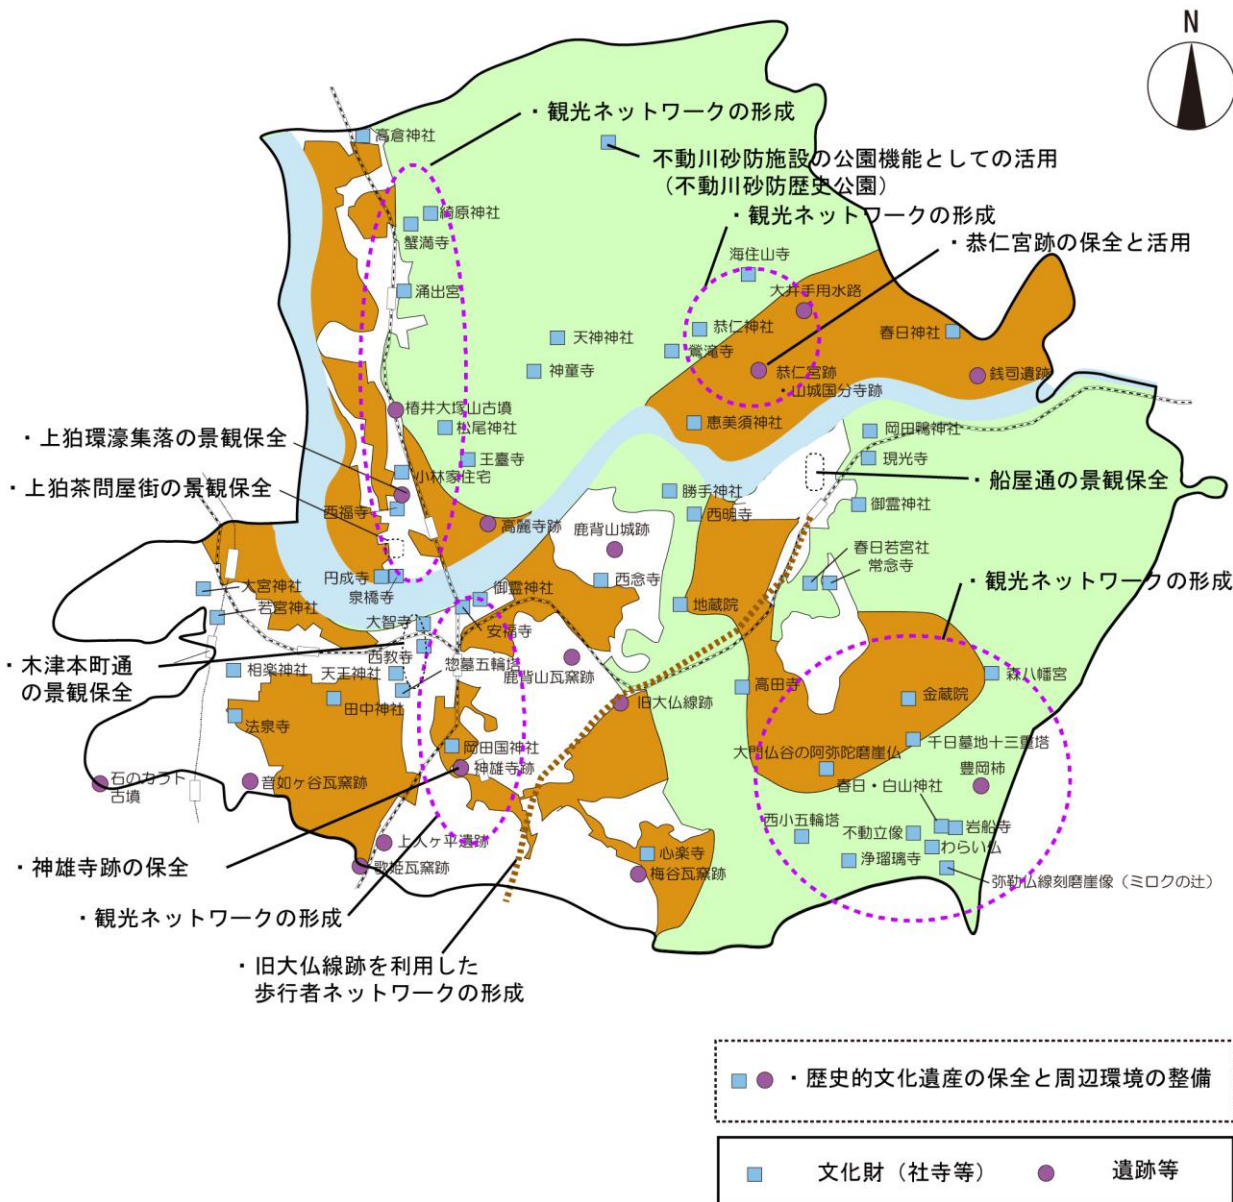 N
・観光ネットワークの形成
高倉神社
不動川砂防施設の公園機能としての活用
（不動川砂防歴史公園）
・観光ネットワークの形成
綺原神社
蟹満寺
・恭仁宮跡の保全と活用
海住山寺
涌出宮
大井手用水路
天神神社
恭仁神社
春日神社
鶯滝寺
神童寺
恭仁宮跡
・山城国分寺跡
銭司遺跡
椿井大塚山古墳
松尾神社
恵美須神社
岡田鴨神社
・上狛環濠集落の景観保全
王臺寺
現光寺
小林家住宅
・上狛茶問屋街の景観保全
・船屋通の景観保全
勝手神社
西福寺
西明寺
御霊神社
高麗寺跡
鹿背山城跡
春日若宮社
常念寺
円成寺
泉橋寺
西念寺
・観光ネットワークの形成
大宮神社
御霊神社
若宮神社
地蔵院
大智寺
安福寺
・木津本町通
の景観保全
西教寺
惣墓五輪塔
相楽神社
天王神社
鹿背山瓦窯跡
森八幡宮
高田寺
金蔵院
田中神社
旧大仏線跡
法泉寺
千日墓地十三重塔
岡田国神社
大門仏谷の阿弥陀磨崖仏
神雄寺跡
豊岡柿
石のカラト
古墳
音如ヶ谷瓦窯跡
春日・白山神社
西小五輪塔
不動立像
岩船寺
上人ヶ平遺跡
わらい仏
心楽寺
浄瑠璃寺
・神雄寺跡の保全
歌姫瓦窯跡
梅谷瓦窯跡
弥勒仏線刻磨崖像（ミロクの辻）
・観光ネットワークの形成
・旧大仏線跡を利用した
歩行者ネットワークの形成
・歴史的文化遺産の保全と周辺環境の整備
文化財（社寺等）
遺跡等